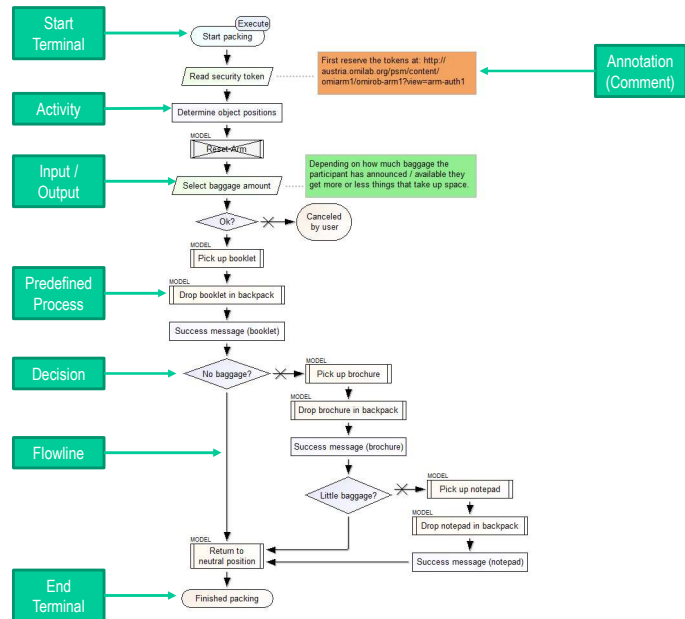 Start
Terminal
Execute
Start packing
Read security token
First reserve the tokens at: http://
austria.omilab.org/psm/content/
omiarm1/omirob-arm1?view=arm-auth1
Annotation
(Comment)
Activity
Determine object positions
MODEL
Reset Arm
Input /
Output
Select baggage amount
Depending on how much baggage the
participant has announced / available they
get more or less things that take up space.
Ok?
Canceled
by user
MODEL
Pick up booklet
Predefined
Process
MODEL
Drop booklet in backpack
Success message (booklet)
Decision
No baggage?
MODEL
Pick up brochure
MODEL
Drop brochure in backpack
Flowline
Success message (brochure)
Little baggage?
MODEL
Pick up notepad
MODEL
Drop notepad in backpack
MODEL
Return to
neutral position
Success message (notepad)
End
Terminal
Finished packing